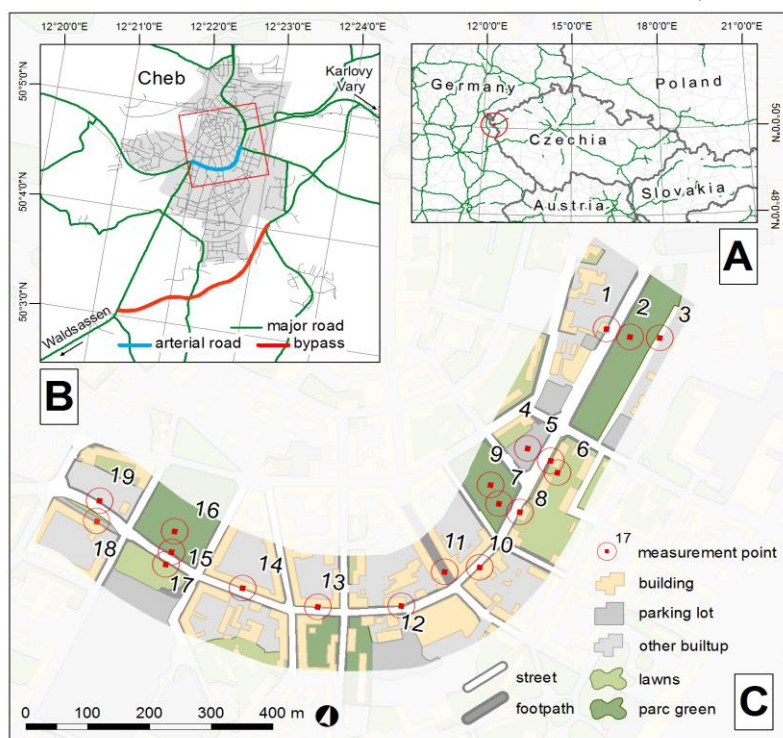 12°20'0"E 12°21'0"E 12°22'0"E 12°23'0"E 12°24'0"E
12°0'0"E 15°0'0"E 18°0'0"E 21°0'0"E
Cheb
Karlovy
Vary
50°5'0"N
50°4'0"N
50°3'0"N
Waldsassen
major road
arterial road
bypass
B
Germany
Poland
Czechia
Slovakia
Austria
50°0'0"N
48°0'0"N
A
1
2
3
4
5
6
9
7
8
19
16
18
15
17
14
13
12
11
10
17
measurement point
building
parking lot
other builtup
street
lawns
footpath
parc green
C
0 100 200 300 400 m